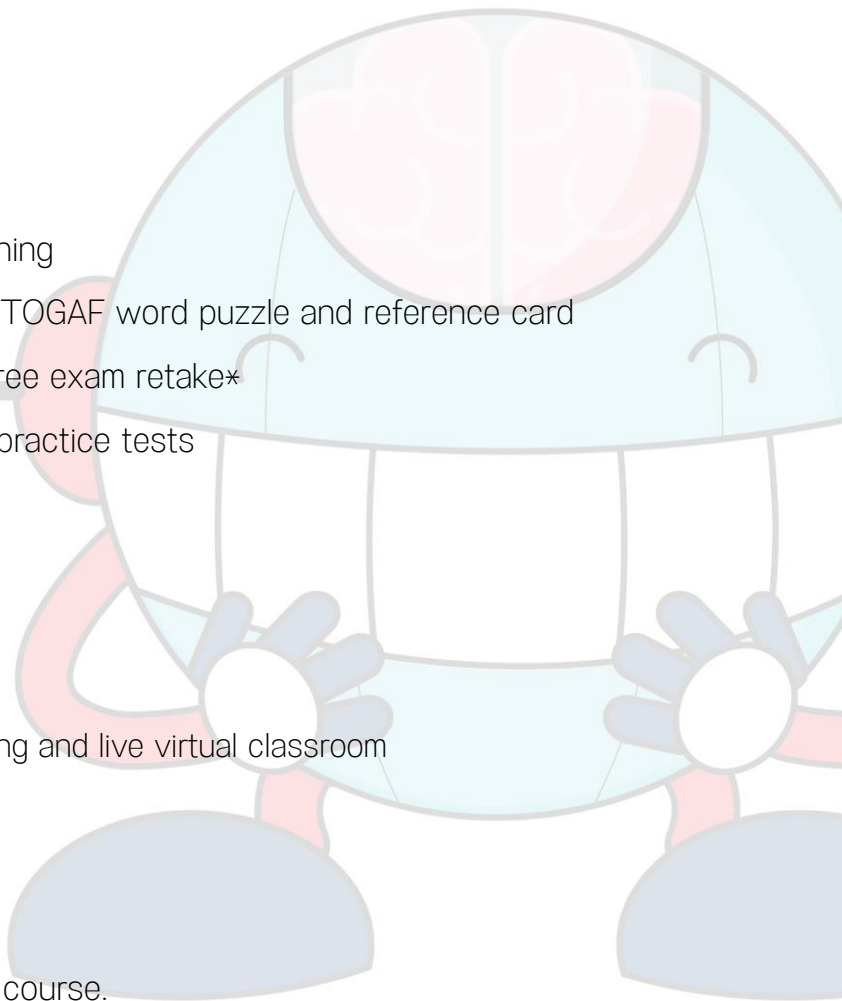 ning
TOGAF word puzzle and reference card
ree exam retake*
practice tests
ng and live virtual classroom
course.